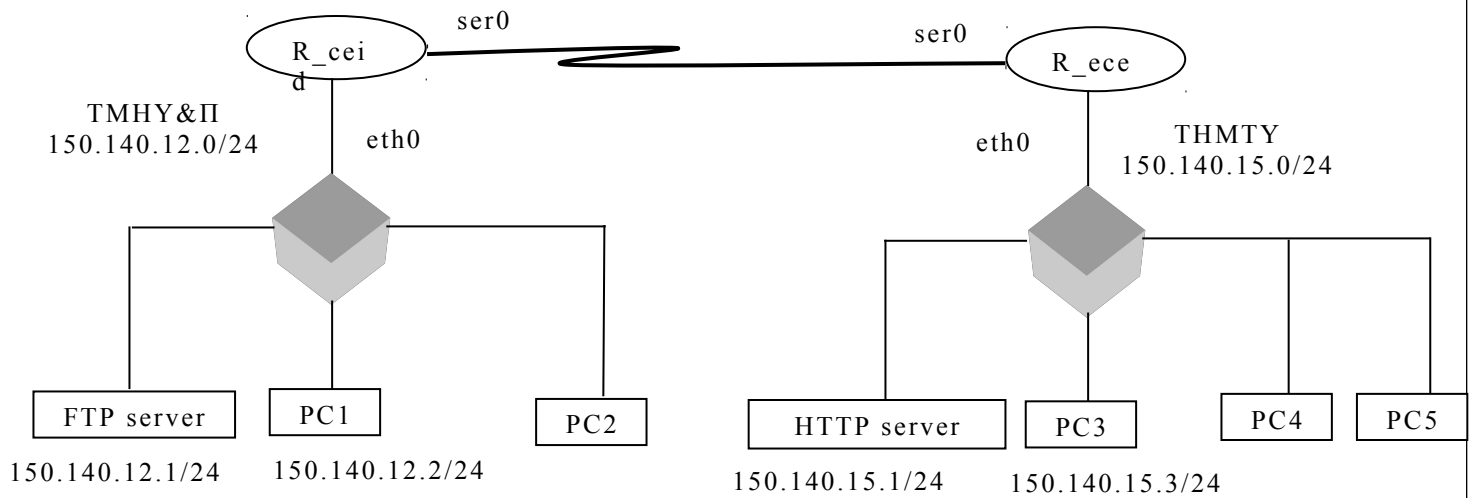 ser0
R_cei
d
ser0
R_ece
ΤΜΗΥ&Π
150.140.12.0/24
eth0
eth0
ΤΗΜΤΥ
150.140.15.0/24
FTP server
PC1
PC2
HTTP server
PC3
PC4
PC5
150.140.12.1/24
150.140.12.2/24
150.140.15.1/24
150.140.15.3/24